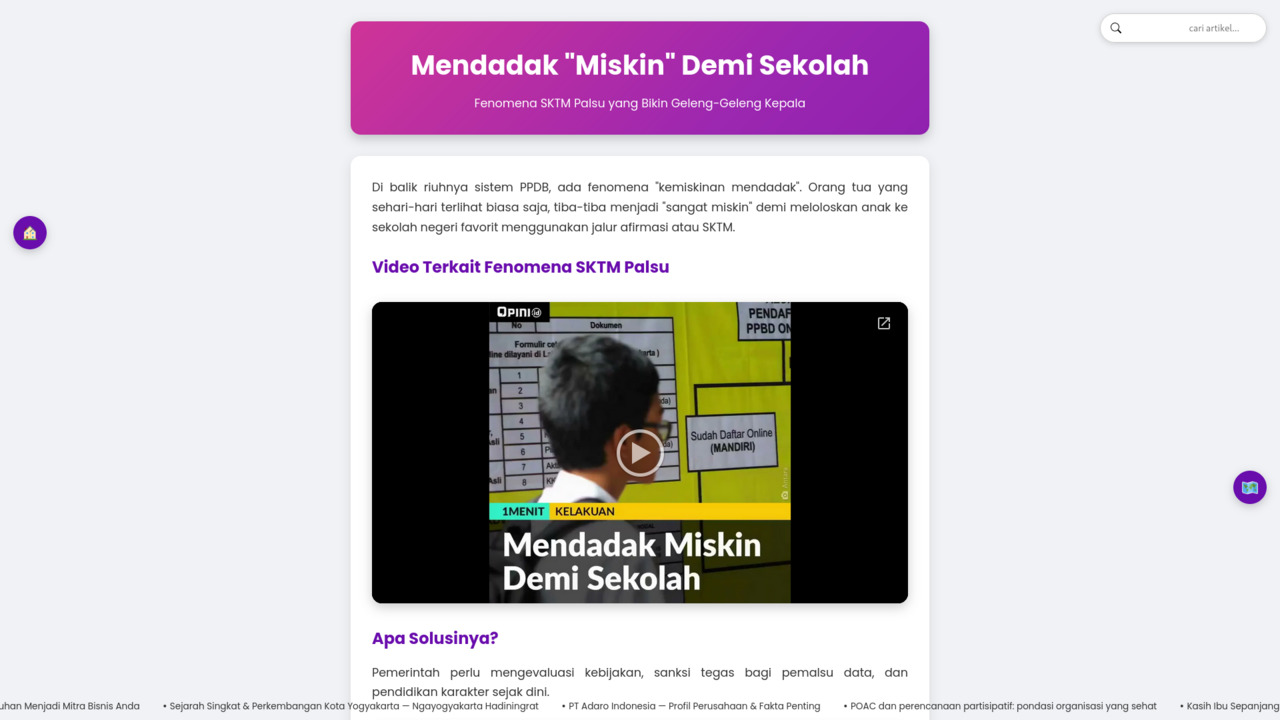 cari artikel...
Mendadak "Miskin" Demi Sekolah
Fenomena SKTM Palsu yang Bikin Geleng-Geleng Kepala
Di balik riuhnya sistem PPDB, ada fenomena "kemiskinan mendadak". Orang tua yang
sehari-hari terlihat biasa saja, tiba-tiba menjadi "sangat miskin" demi meloloskan anak ke
sekolah negeri favorit menggunakan jalur afirmasi atau SKTM.
Video Terkait Fenomena SKTM Palsu
OPINI id
No Dokumen
PENDAF
PPBD ON
Formulir
1
2
3
4
5
6
7
8
Sudah Daftar Online
(MANDIRI)
1MENIT KELAKUAN
Mendadak Miskin
Demi Sekolah
Apa Solusinya?
Pemerintah perlu mengevaluasi kebijakan, sanksi tegas bagi pemalsu data, dan
pendidikan karakter sejak dini.
uhan Menjadi Mitra Bisnis Anda • Sejarah Singkat & Perkembangan Kota Yogyakarta — Ngayogyakarta Hadiningrat • PT Adaro Indonesia — Profil Perusahaan & Fakta Penting • POAC dan perencanaan partisipatif: pondasi organisasi yang sehat • Kasih Ibu Sepanjang